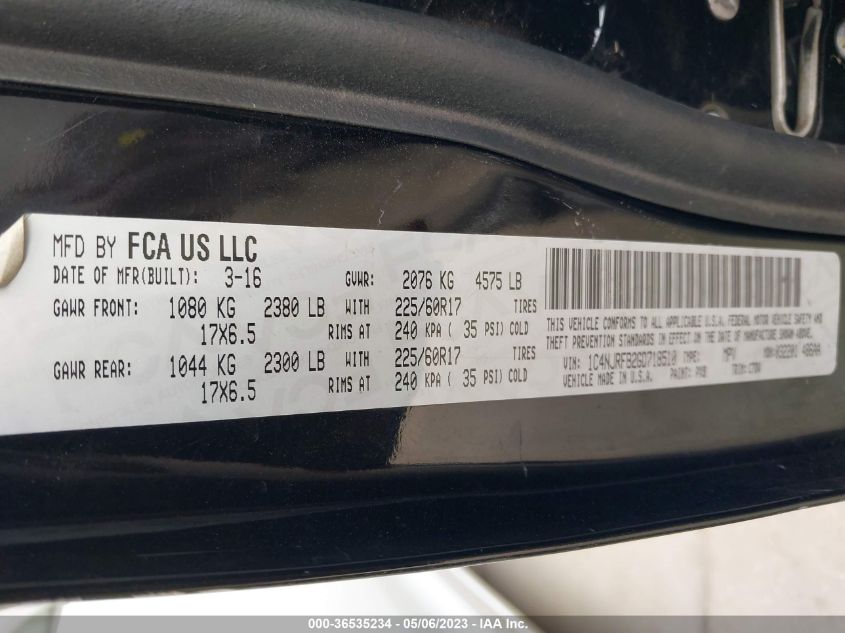 MFD BY FCA US LLC
DATE OF MFR(BUILT): 3-16 GVWR: 2076 KG 4575 LB
GAWR FRONT: 1080 KG 2380 LB WITH 225/60R17 TIRES
17X6.5 RIMS AT 240 KPA ( 35 PSI) COLD
GAWR REAR: 1044 KG 2300 LB WITH 225/60R17 TIRES
17X6.5 RIMS AT 240 KPA ( 35 PSI) COLD
THIS VEHICLE CONFORMS TO ALL APPLICABLE U.S.A. FEDERAL MOTOR VEHICLE SAFETY AND
THEFT PREVENTION STANDARDS IN EFFECT ON THE DATE OF MANUFACTURE SHOWN ABOVE.
VIN: 1C4NJRFB2GD718510 TYPE: MPV
VEHICLE MADE IN U.S.A. PAINT: PXB TRIM:
000-36535234 - 05/06/2023 - IAA Inc.